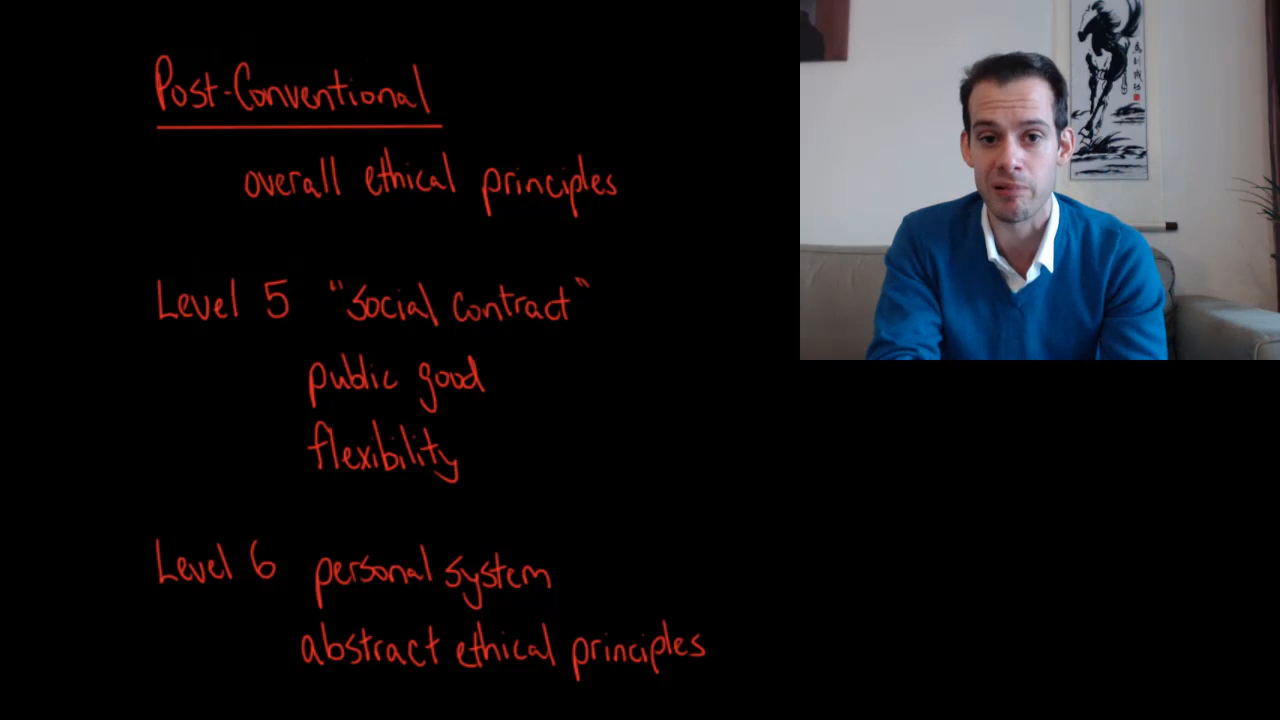 Post-Conventional
overall ethical principles
Level 5 "social contract"
public good
flexibility
Level 6 personal system
abstract ethical principles